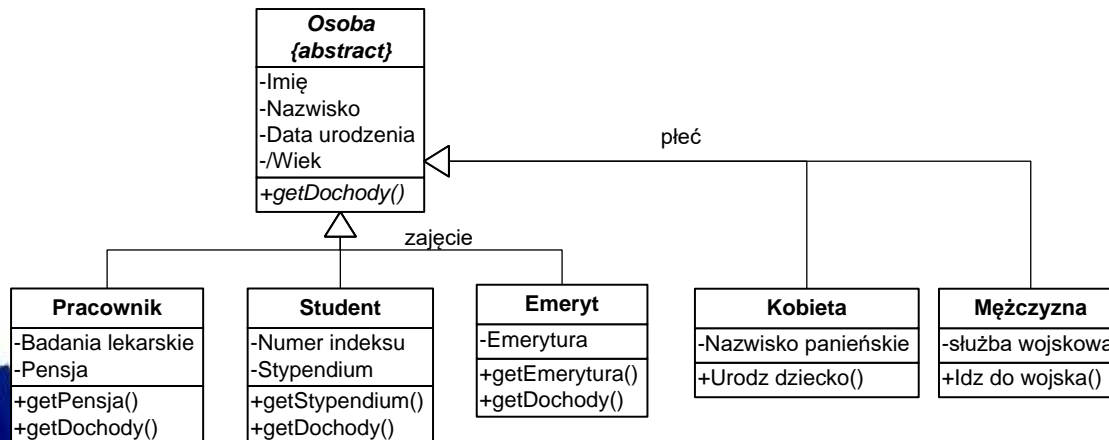 Osoba
{abstract}
-Imię
-Nazwisko
-Data urodzenia
-/Wiek
+getDochody()
płeć
zajęcie
Pracownik
-Badania lekarskie
-Pensja
+getPensja()
+getDochody()
Student
-Numer indeksu
-Stypendium
+getStypendium()
+getDochody()
Emeryt
-Emerytura
+getEmerytura()
+getDochody()
Kobieta
-Nazwisko panieńskie
+Urodz dziecko()
Mężczyzna
-służba wojskowa
+Idz do wojska()